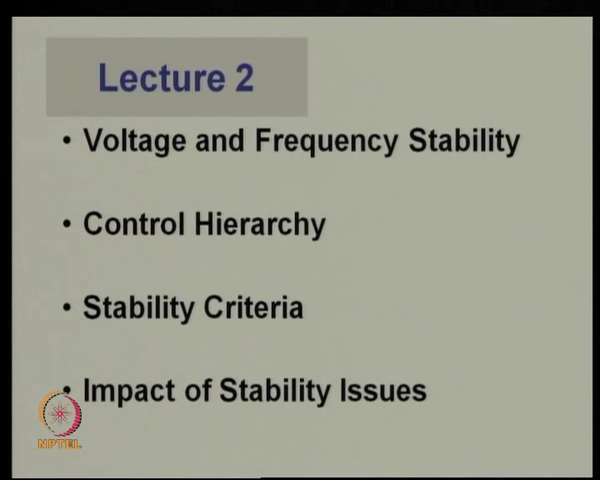 Lecture 2
• Voltage and Frequency Stability
• Control Hierarchy
• Stability Criteria
• Impact of Stability Issues
NPTEL